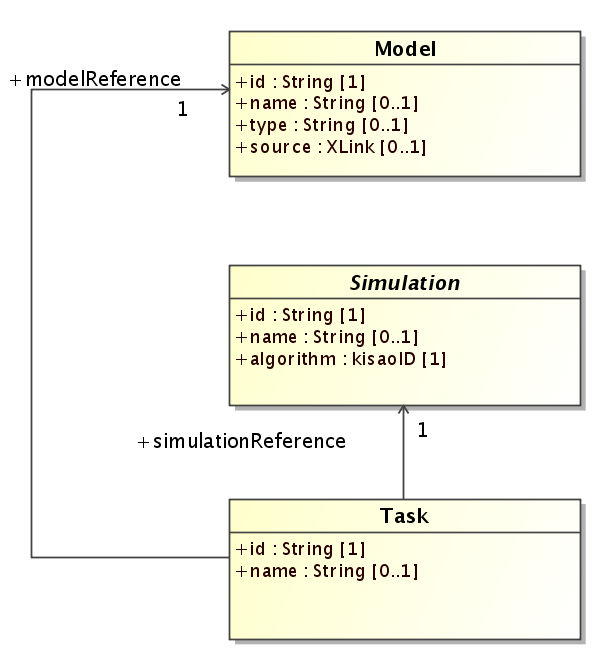 Model
+ modelReference
1
+id : String [1]
+name : String [0..1]
+type : String [0..1]
+source : XLink [0..1]
Simulation
+id : String [1]
+name : String [0..1]
+algorithm : kisaoID [1]
+ simulationReference
1
Task
+id : String [1]
+name : String [0..1]